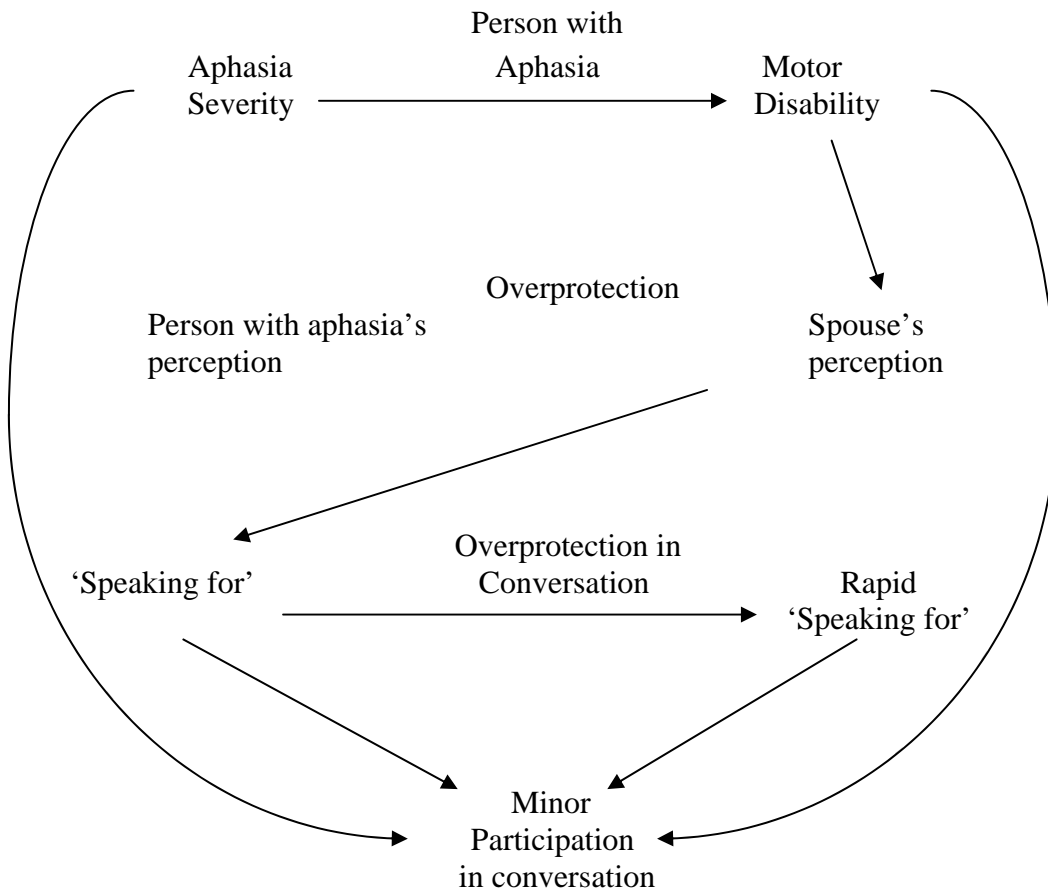 Person with
Aphasia
Aphasia
Severity
Motor
Disability
Overprotection
Person with aphasia’s
perception
Spouse’s
perception
‘Speaking for’
Overprotection in
Conversation
Rapid
‘Speaking for’
Minor
Participation
in conversation